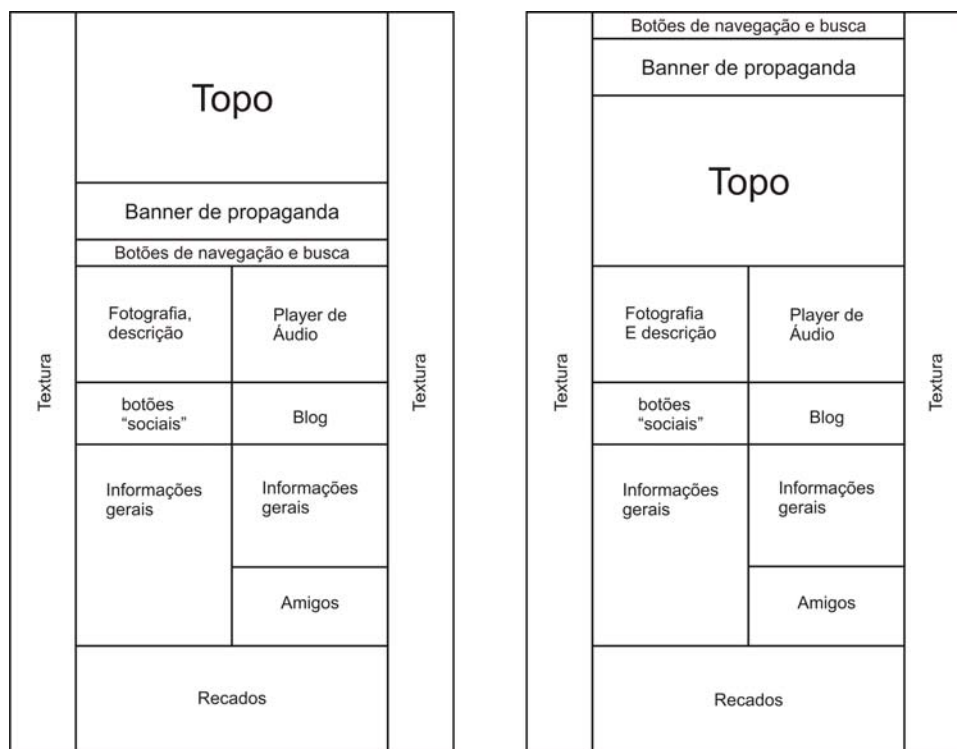 Topo
Banner de propaganda
Botões de navegação e busca
Textura
Fotografia,
descrição
Player de
Áudio
botões
“sociais”
Blog
Informações
gerais
Informações
gerais
Amigos
Recados
Textura
Botões de navegação e busca
Banner de propaganda
Topo
Textura
Fotografia
E descrição
Player de
Áudio
botões
“sociais”
Blog
Informações
gerais
Informações
gerais
Amigos
Recados
Textura